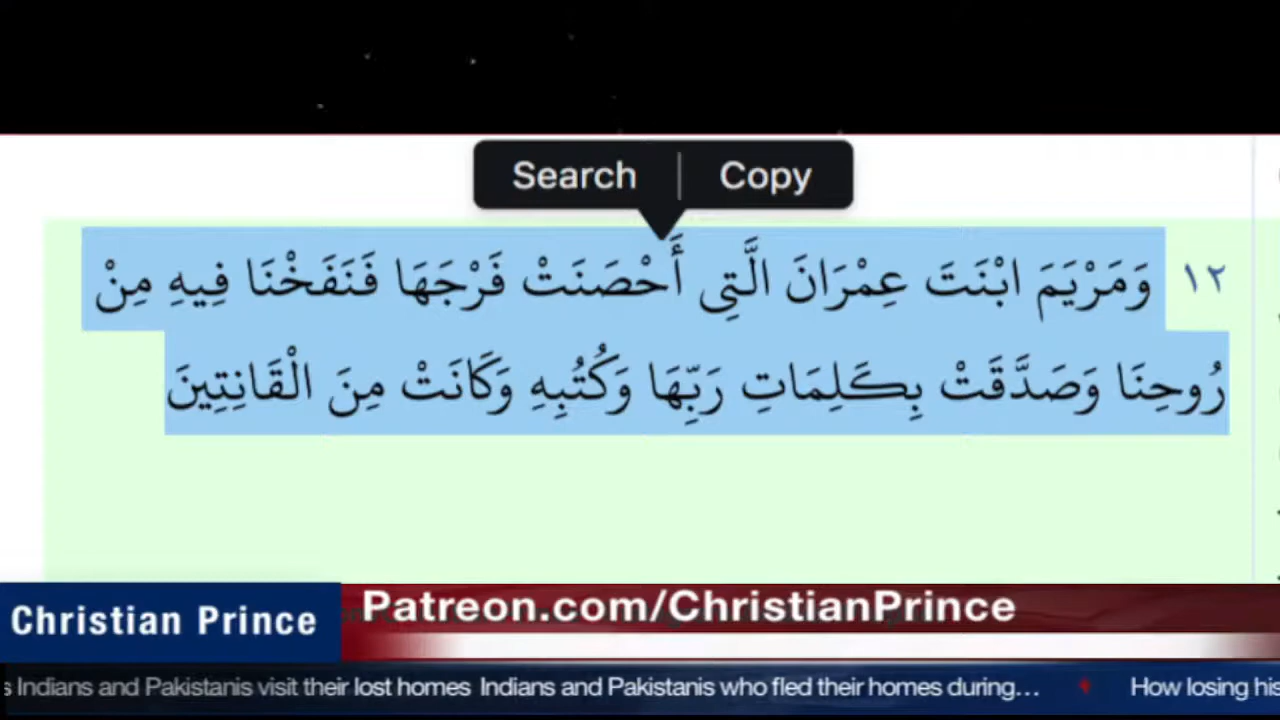 Search Copy
١٢ وَمَرْيَمَ ابْنَتَ عِمْرَانَ الَّتِي أَحْصَنَتْ فَرْجَهَا فَنَفَخْنَا فِيهِ مِنْ
رُوحِنَا وَصَدَّقَتْ بِكَلِمَاتِ رَبِّهَا وَكُتُبِهِ وَكَانَتْ مِنَ الْقَانِتِينَ
Christian Prince Patreon.com/ChristianPrince
s Indians and Pakistanis visit their lost homes Indians and Pakistanis who fled their homes during... How losing his